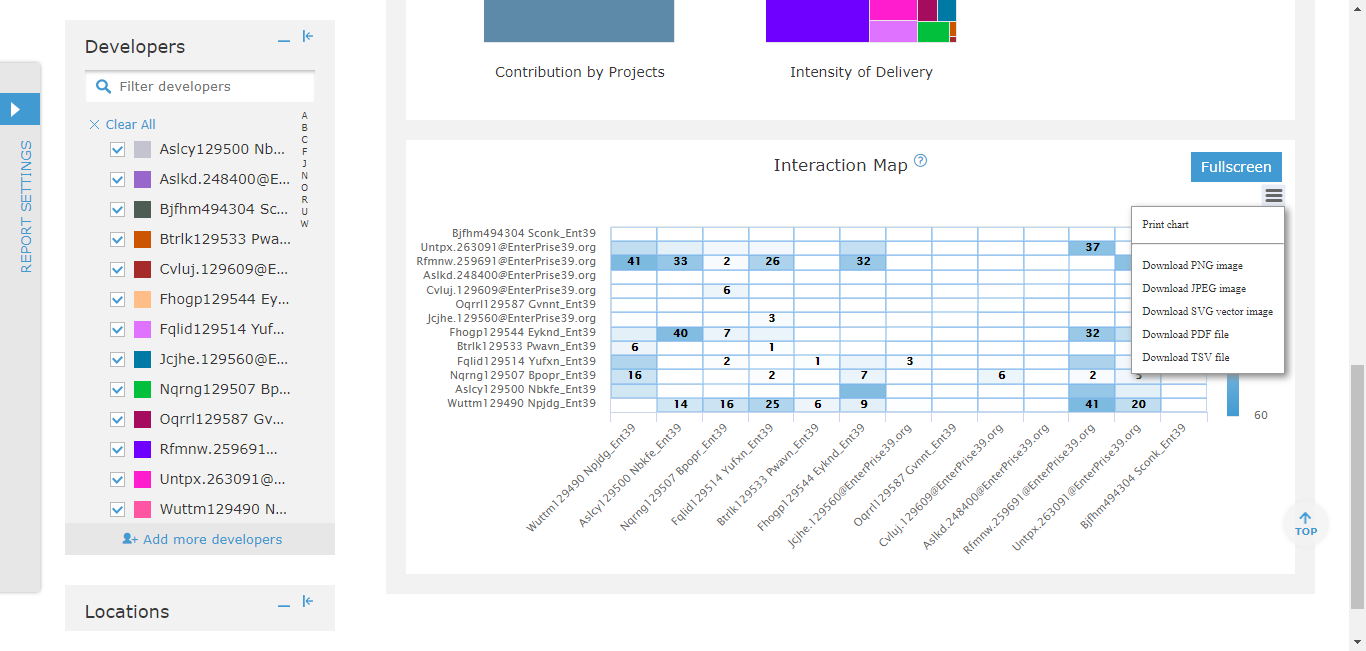 REPORT SETTINGS
Developers
Filter developers
Clear All
Aslcy129500 Nb...
Aslkd.248400@E...
Bjfhm494304 Sc...
Btrlk129533 Pwa...
Cvluj.129609@E...
Fhogp129544 Ey...
Fqlid129514 Yuf...
Jcjhe.129560@E...
Nqrng129507 Bp...
Oqrrl129587 Gv...
Rfmnw.259691...
Untpx.263091@...
Wuttm129490 N...
A
B
C
F
J
N
O
R
U
W
Add more developers
Locations
Contribution by Projects
Intensity of Delivery
Interaction Map ?
Fullscreen
Print chart
Download PNG image
Download JPEG image
Download SVG vector image
Download PDF file
Download TSV file
Bjfhm494304 Sconk_Ent39
Untpx.263091@EnterPrise39.org 37
Rfmnw.259691@EnterPrise39.org 41 33 2 26 32
Aslkd.248400@EnterPrise39.org
Cvluj.129609@EnterPrise39.org 6
Oqrrl129587 Gvnnt_Ent39
Jcjhe.129560@EnterPrise39.org 3
Fhogp129544 Eyknd_Ent39 40 7 32
Btrlk129533 Pwavn_Ent39 6 1
Fqlid129514 Yufxn_Ent39 2 1 3
Nqrng129507 Bpopr_Ent39 16 2 7 6 2
Aslcy129500 Nbkfe_Ent39
Wuttm129490 Npjdg_Ent39 14 16 25 6 9 41 20
60
Wuttm129490 Npjdg_Ent39
Aslcy129500 Nbkfe_Ent39
Nqrng129507 Bpopr_Ent39
Fqlid129514 Yufxn_Ent39
Btrlk129533 Pwavn_Ent39
Fhogp129544 Eyknd_Ent39
Jcjhe.129560@EnterPrise39.org
Oqrrl129587 Gvnnt_Ent39
Cvluj.129609@EnterPrise39.org
Aslkd.248400@EnterPrise39.org
Rfmnw.259691@EnterPrise39.org
Untpx.263091@EnterPrise39.org
Bjfhm494304 Sconk_Ent39
TOP